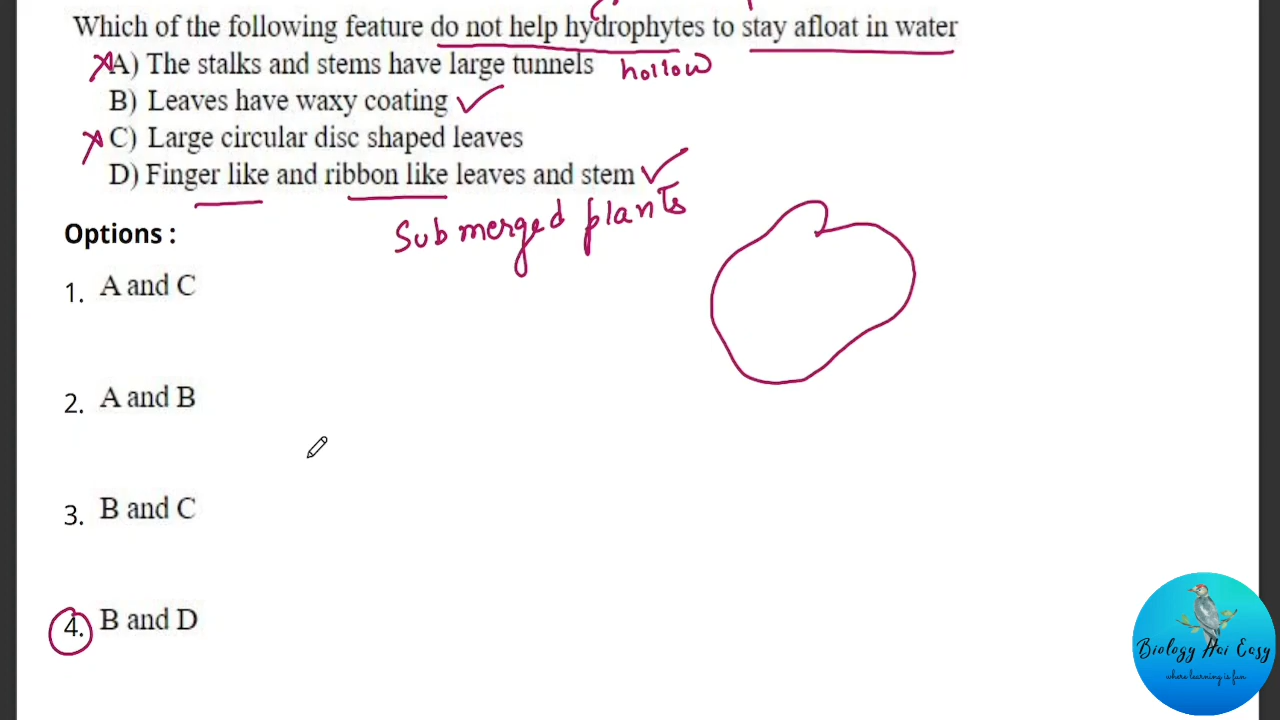 Which of the following feature do not help hydrophytes to stay afloat in water
A) The stalks and stems have large tunnels hollow
B) Leaves have waxy coating
C) Large circular disc shaped leaves
D) Finger like and ribbon like leaves and stem
Submerged plants
Options :
1. A and C
2. A and B
3. B and C
4. B and D
Biology Hai Easy
where learning is fun